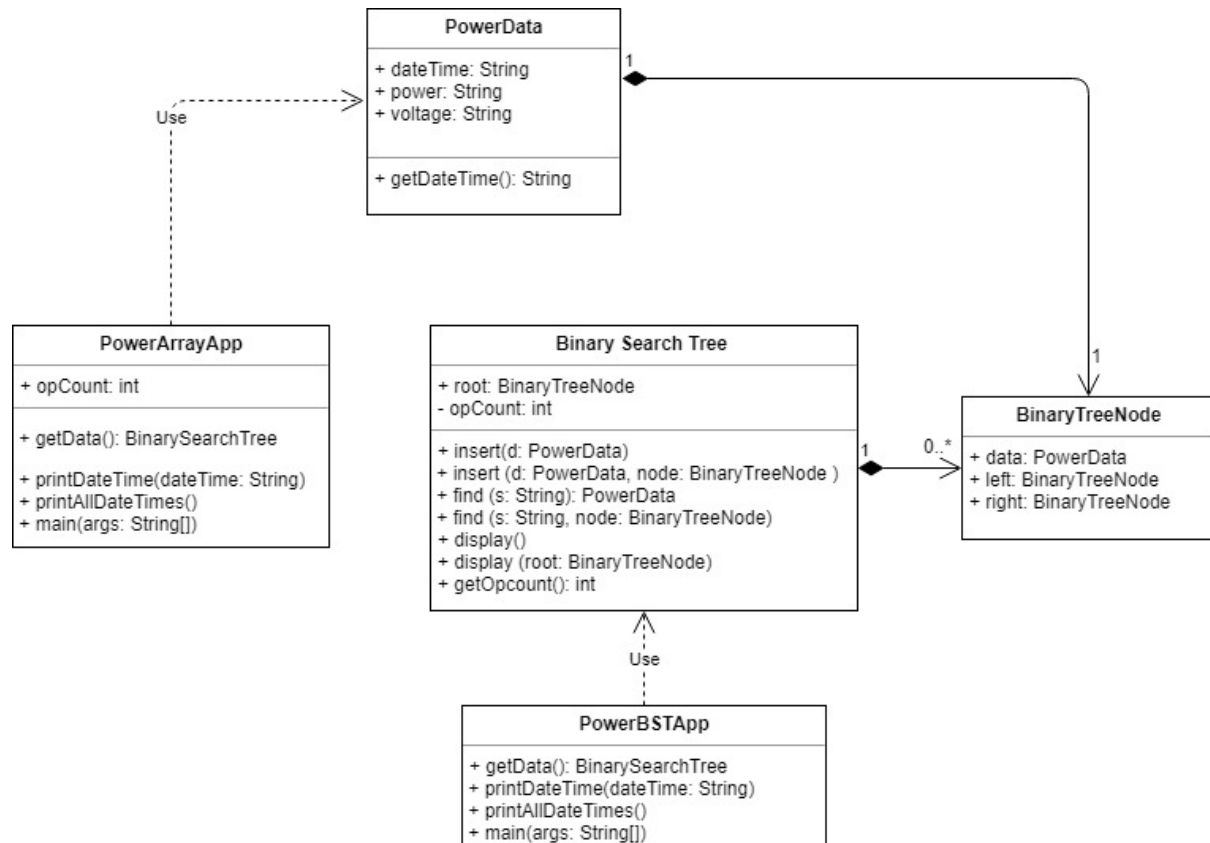 PowerData
+ dateTime: String
+ power: String
+ voltage: String
+ getDateTime(): String
1
1
Use
PowerArrayApp
+ opCount: int
+ getData(): BinarySearchTree
+ printDateTime(dateTime: String)
+ printAllDateTimes()
+ main(args: String[])
Binary Search Tree
+ root: BinaryTreeNode
- opCount: int
+ insert(d: PowerData)
+ insert (d: PowerData, node: BinaryTreeNode )
+ find (s: String): PowerData
+ find (s: String, node: BinaryTreeNode)
+ display()
+ display (root: BinaryTreeNode)
+ getOpcount(): int
1
0..*
BinaryTreeNode
+ data: PowerData
+ left: BinaryTreeNode
+ right: BinaryTreeNode
Use
PowerBSTApp
+ getData(): BinarySearchTree
+ printDateTime(dateTime: String)
+ printAllDateTimes()
+ main(args: String[])